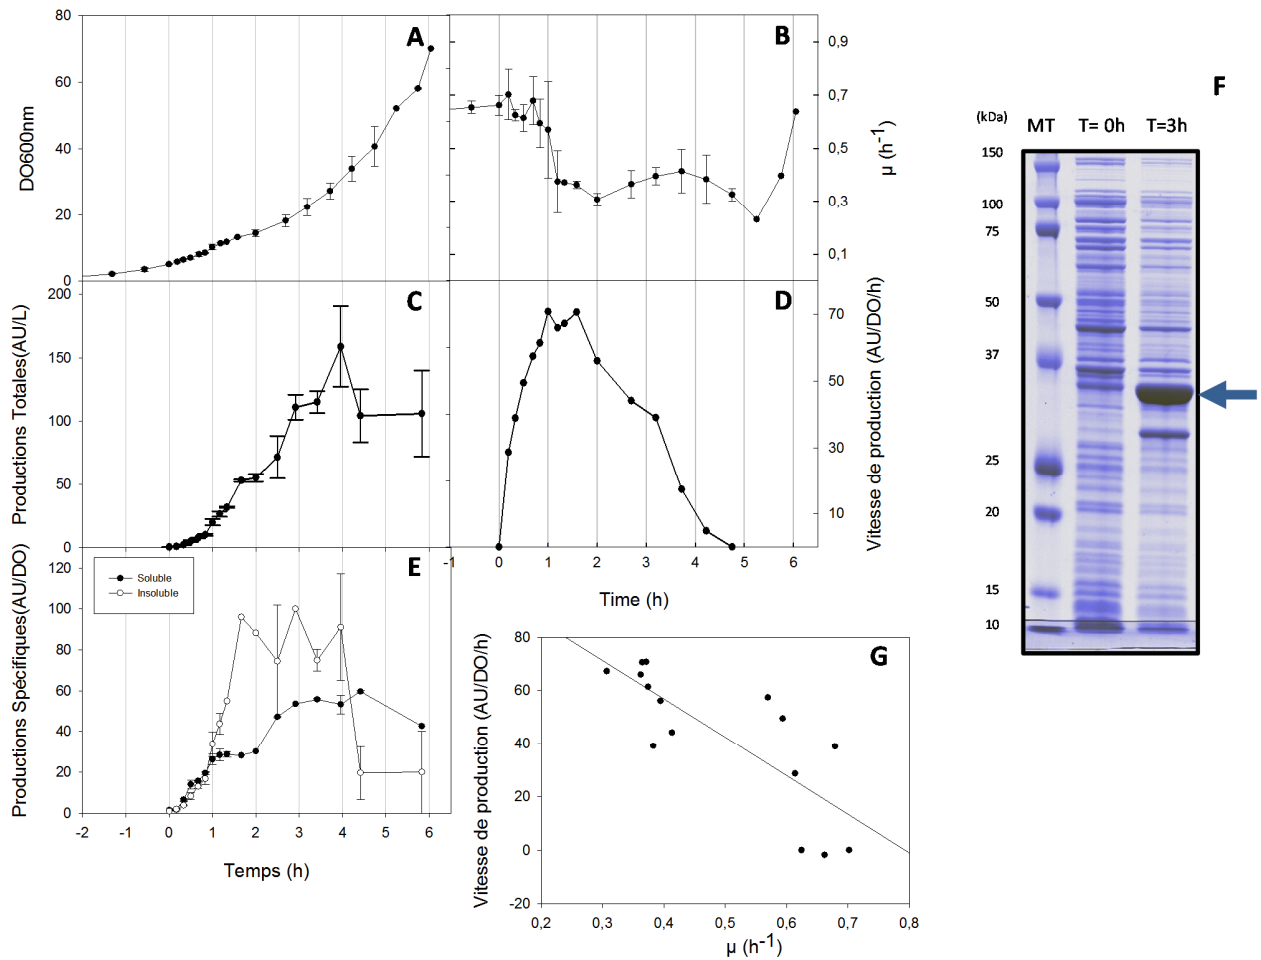 A
DO600nm
80
60
40
20
0
B
0,9
0,7
0,5
0,3
0,1
µ (h⁻¹)
C
Productions Totales(AU/L)
200
150
100
50
0
D
70
50
30
10
Vitesse de production (AU/DO/h)
-1 0 1 2 3 4 5 6
Time (h)
E
Soluble
Insoluble
Productions Spécifiques(AU/DO)
120
100
80
60
40
20
0
-2 -1 0 1 2 3 4 5 6
Temps (h)
F
(kDa) MT T= 0h T=3h
150
100
75
50
37
25
20
15
10
G
Vitesse de production (AU/DO/h)
80
60
40
20
0
-20
0,2 0,3 0,4 0,5 0,6 0,7 0,8
µ (h⁻¹)